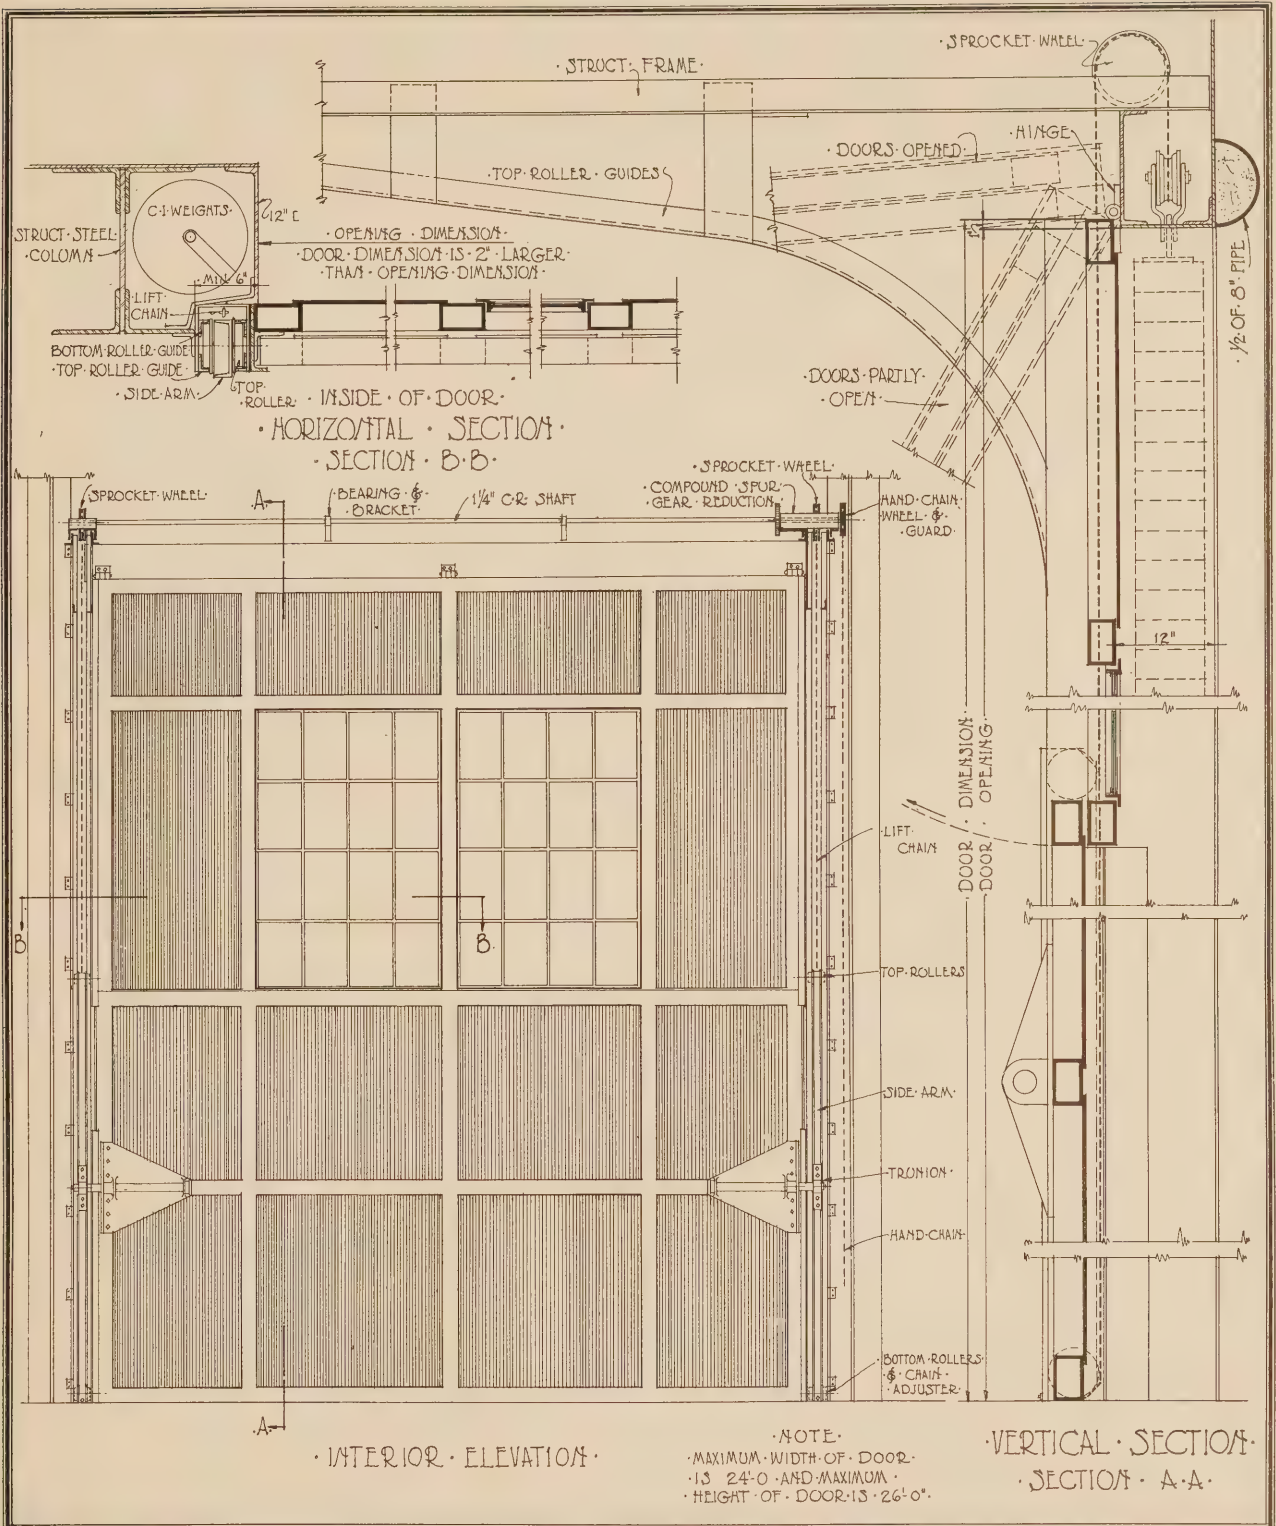 ·SPROCKET·WHEEL·
·STRUCT·FRAME·
·HINGE·
·DOORS·OPENED·
·TOP·ROLLER·GUIDES·
C·I·WEIGHTS·
STRUCT·STEEL·
·COLUMN·
·OPENING·DIMENSION·
·DOOR·DIMENSION·IS·2"·LARGER·
·THAN·OPENING·DIMENSION·
·MIN·6"·
·LIFT·
CHAIN·
BOTTOM·ROLLER·GUIDE·
·TOP·ROLLER·GUIDE·
·SIDE·ARM·
·TOP·
·ROLLER·
·INSIDE·OF·DOOR·
·HORIZONTAL·SECTION·
·SECTION·B·B·
1"
·½·OF·8"·PIPE
·DOORS·PARTLY·
·OPEN·
12"
·DOOR·DIMENSION·
·DOOR·OPENING·
·SPROCKET·WHEEL·
·A·
·BEARING·&·
·BRACKET·
1¼"·C·R·SHAFT·
·SPROCKET·WHEEL·
·COMPOUND·SPUR·
·GEAR·REDUCTION·
HAND·CHAIN·
WHEEL·&·
·GUARD·
·LIFT·
CHAIN
B
B·
·TOP·ROLLERS
·SIDE·ARM·
·TRUNION·
·HAND·CHAIN·
·BOTTOM·ROLLERS·
·&·CHAIN·
·ADJUSTER·
·A·
·INTERIOR·ELEVATION·
·NOTE·
·MAXIMUM·WIDTH·OF·DOOR·
·IS 24'-0·AND·MAXIMUM·
·HEIGHT·OF·DOOR·IS·26'-0"·
·VERTICAL·SECTION·
·SECTION·A·A·